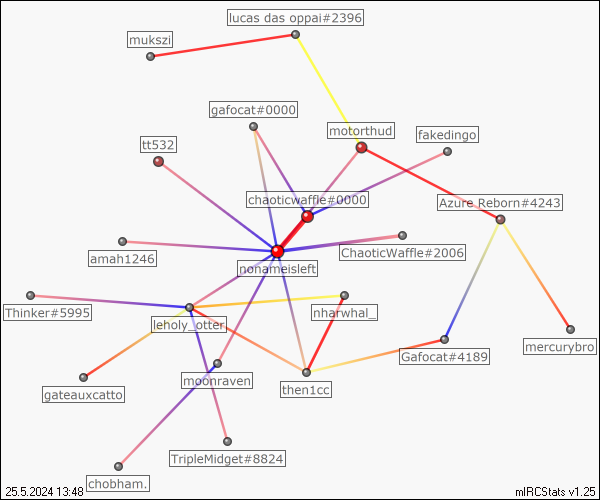 lucas das oppai#2396
mukszi
gafocat#0000
motorthud
fakedingo
tt532
chaoticwaffle#0000
Azure Reborn#4243
amah1246
ChaoticWaffle#2006
nonameisleft
Thinker#5995
nharwhal_
leholy_otter
mercurybro
Gafocat#4189
moonraven
then1cc
gateauxcatto
TripleMidget#8824
chobham.
25.5.2024 13:48
mIRCStats v1.25